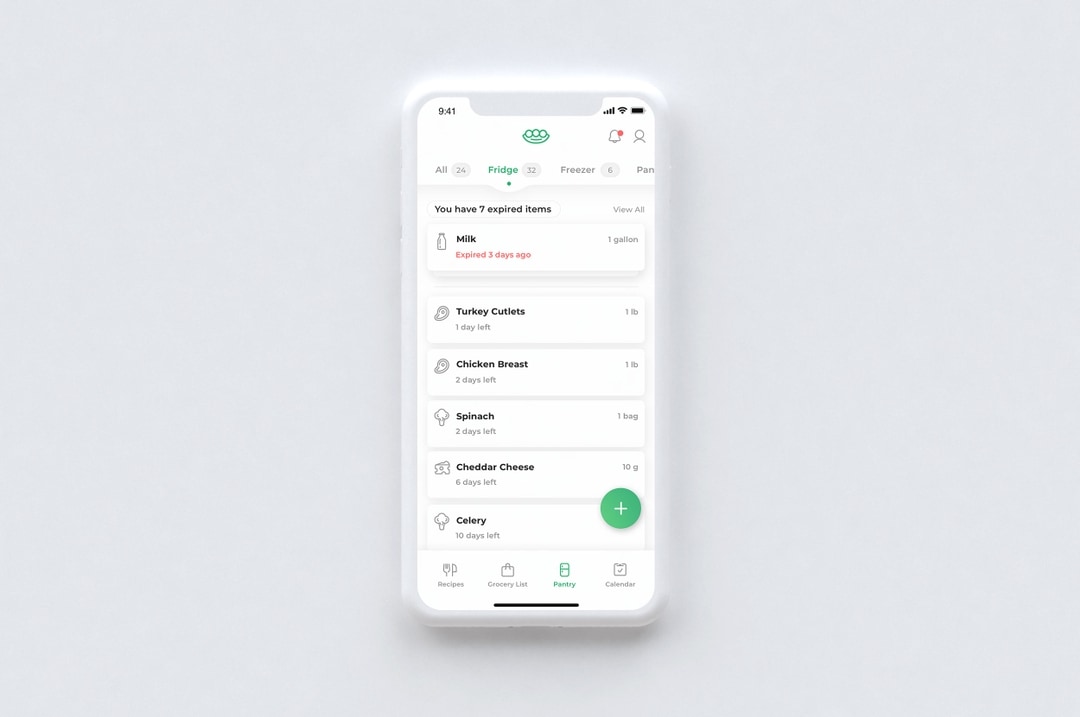 9:41
All 24 Fridge 32 Freezer 6 Pan
You have 7 expired items View All
Milk 1 gallon
Expired 3 days ago
Turkey Cutlets 1 lb
1 day left
Chicken Breast 1 lb
2 days left
Spinach 1 bag
2 days left
Cheddar Cheese 10 g
6 days left
Celery
10 days left
Recipes Grocery List Pantry Calendar